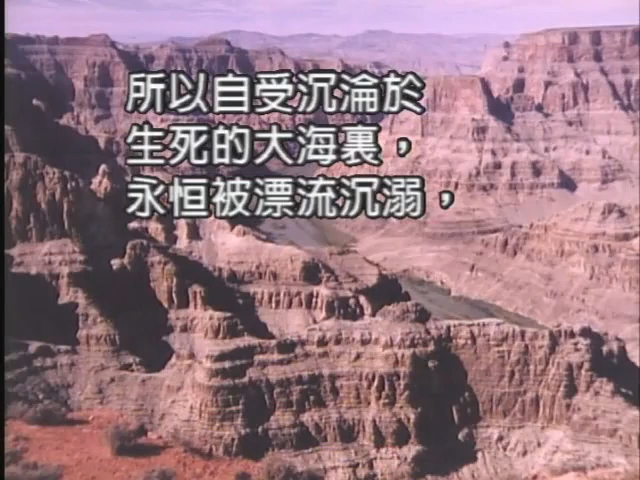 所以自受沉淪於
生死的大海裏，
永恒被漂流沉溺，